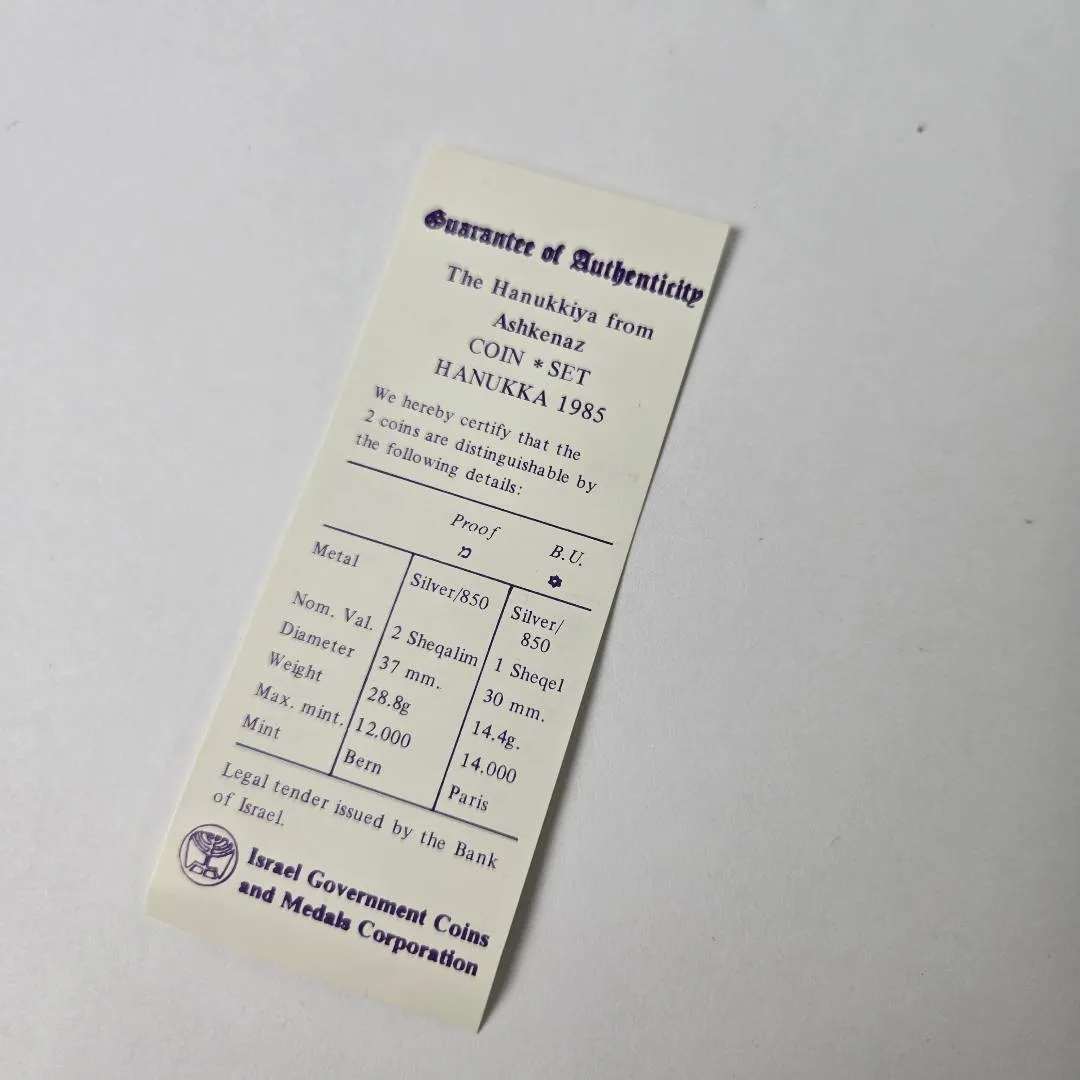 Guarantee of Authenticity
The Hanukkiya from
Ashkenaz
COIN * SET
HANUKKA 1985
We hereby certify that the
2 coins are distinguishable by
the following details:
Proof B.U.
מ ✡
Metal Silver/850 Silver/
850
Nom. Val. 2 Sheqalim 1 Sheqel
Diameter 37 mm. 30 mm.
Weight 28.8g 14.4g.
Max. mint. 12.000 14.000
Mint Bern Paris
Legal tender issued by the Bank
of Israel.
Israel Government Coins
and Medals Corporation